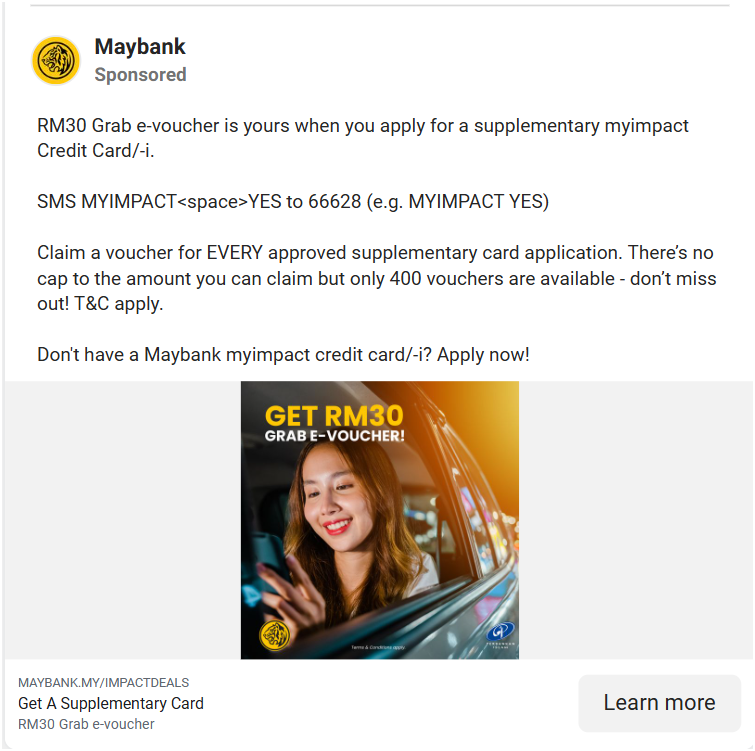 Maybank
Sponsored
RM30 Grab e-voucher is yours when you apply for a supplementary myimpact
Credit Card/-i.
SMS MYIMPACT<space>YES to 66628 (e.g. MYIMPACT YES)
Claim a voucher for EVERY approved supplementary card application. There’s no
cap to the amount you can claim but only 400 vouchers are available - don’t miss
out! T&C apply.
Don't have a Maybank myimpact credit card/-i? Apply now!
GET RM30
GRAB E-VOUCHER!
Terms & Conditions apply.
MAYBANK.MY/IMPACTDEALS
Get A Supplementary Card
RM30 Grab e-voucher
Learn more